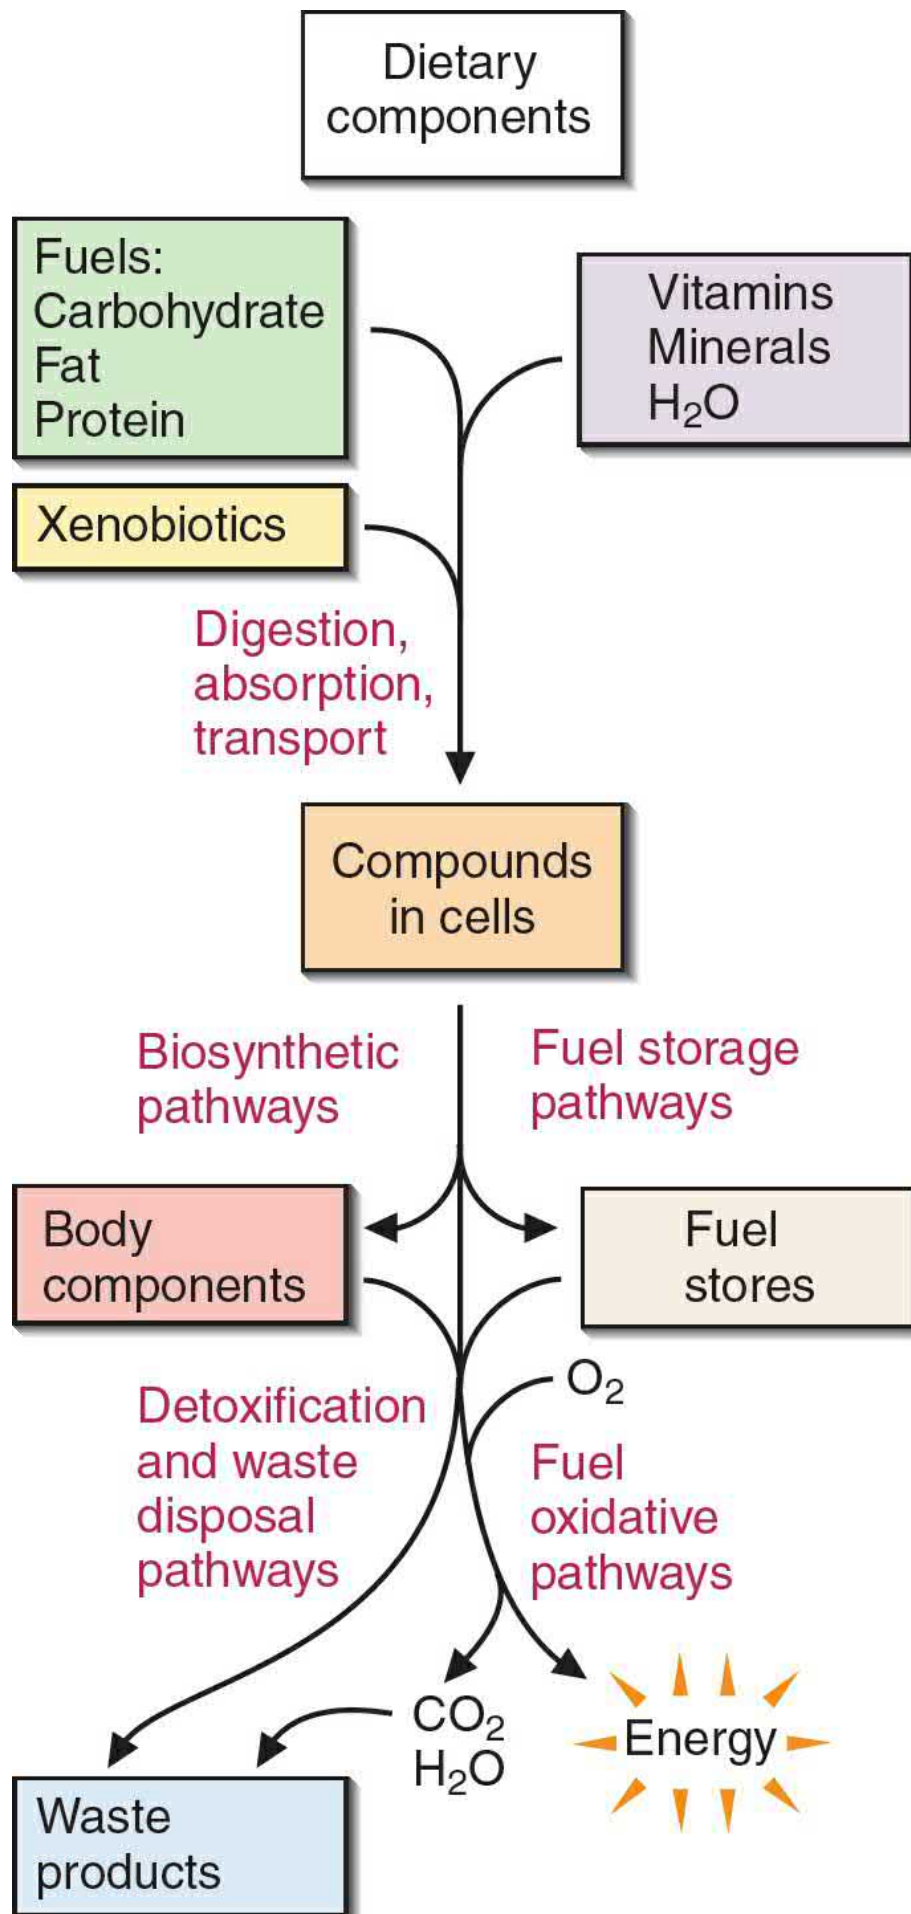 Dietary
components
Fuels:
Carbohydrate
Fat
Protein
Vitamins
Minerals
H₂O
Xenobiotics
Digestion,
absorption,
transport
Compounds
in cells
Biosynthetic
pathways
Fuel storage
pathways
Body
components
Fuel
stores
O₂
Detoxification
and waste
disposal
pathways
Fuel
oxidative
pathways
CO₂
H₂O
Energy
Waste
products